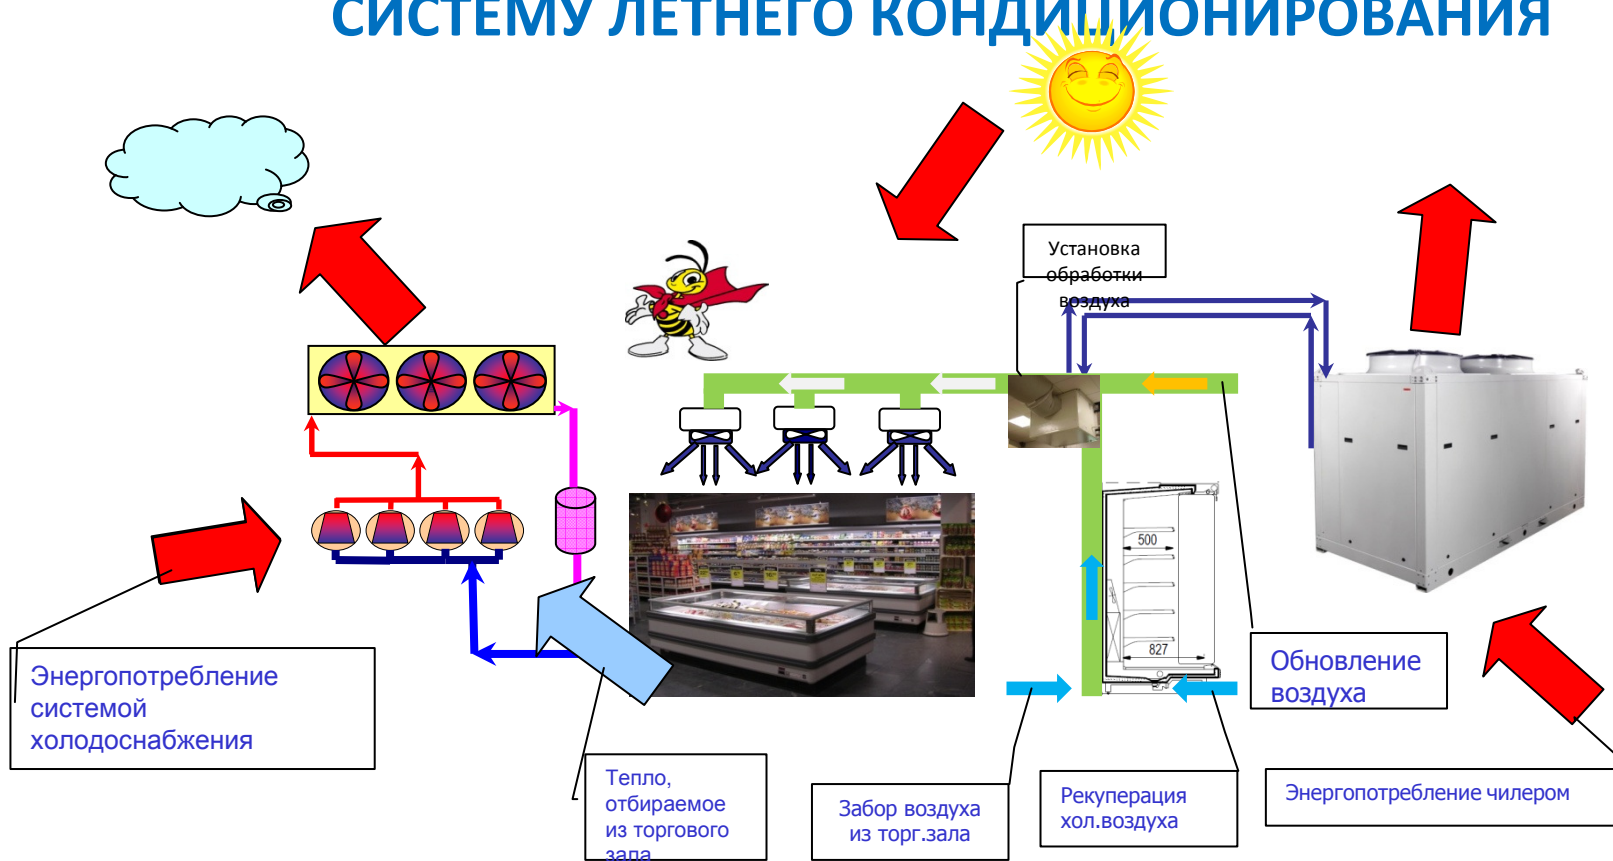 СИСТЕМУ ЛЕТНЕГО КОНДИЦИОНИРОВАНИЯ
Установка
обработки
воздуха
500
827
Энергопотребление
системой
холодоснабжения
Обновление
воздуха
Тепло,
отбираемое
из торгового
зала
Забор воздуха
из торг.зала
Рекуперация
хол.воздуха
Энергопотребление чилером